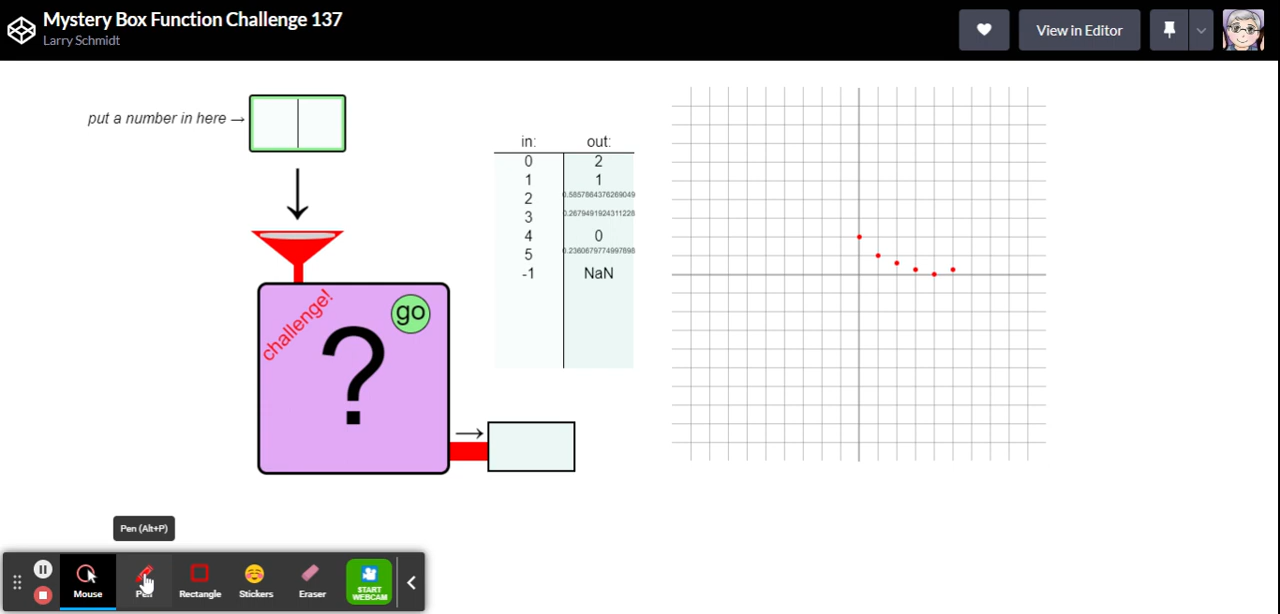 Mystery Box Function Challenge 137
Larry Schmidt
View in Editor
put a number in here →
in: out:
0 2
1 1
2 0.5857864376269049
3 0.2679491924311228
4 0
5 0.2360679774997898
-1 NaN
challenge!
go
?
Pen (Alt+P)
Mouse
Pen
Rectangle
Stickers
Eraser
START
WEBCAM